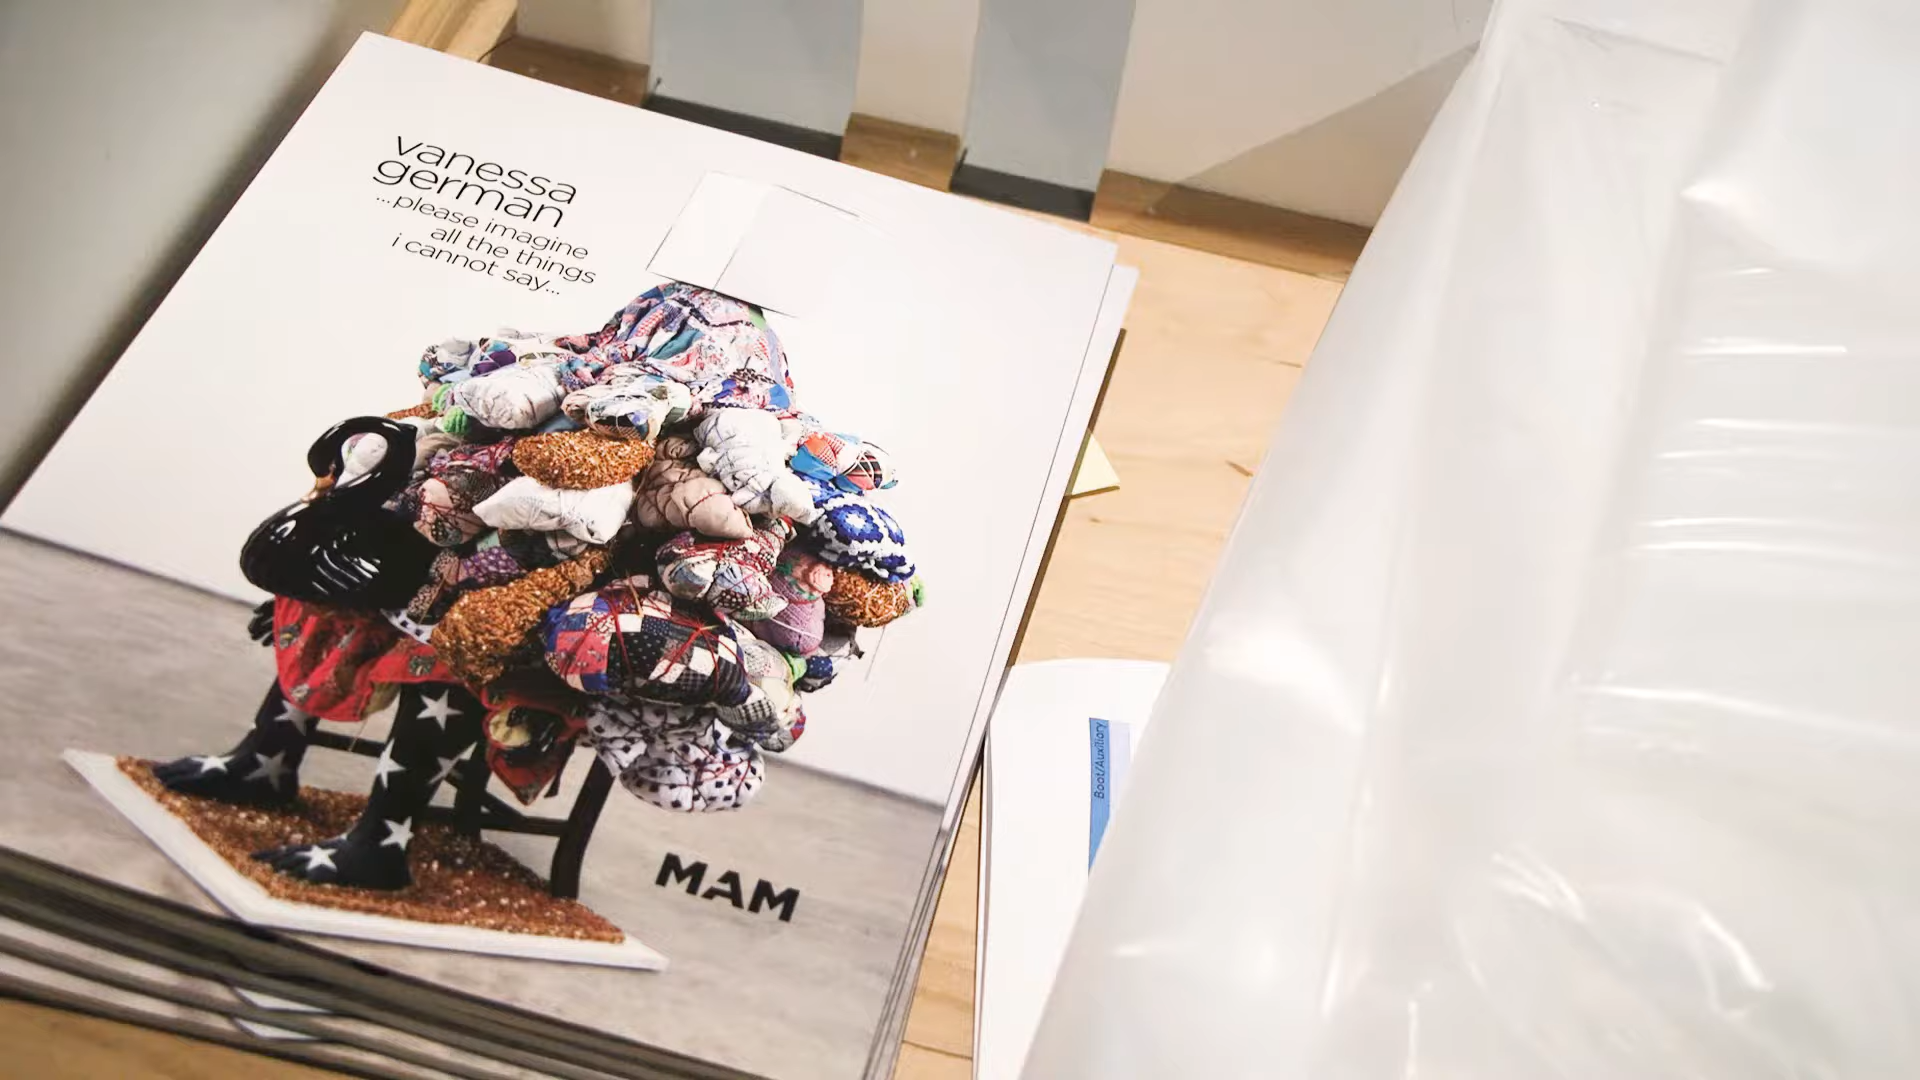 vanessa
german
...please imagine
all the things
i cannot say...
MAM
Boot/Auxiliary